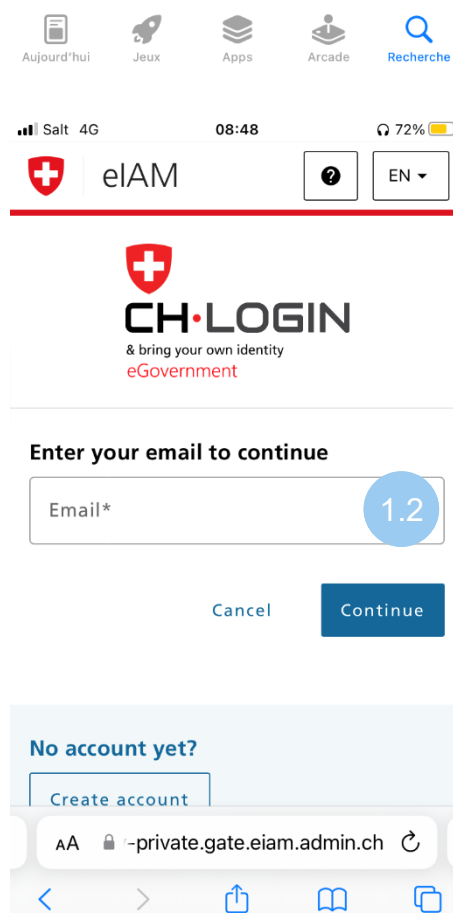 Aujourd'hui Jeux Apps Arcade Recherche
Salt 4G 08:48 72%
eIAM EN
CH·LOGIN
& bring your own identity
eGovernment
Enter your email to continue
Email* 1.2
Cancel Continue
No account yet?
Create account
AA -private.gate.eiam.admin.ch